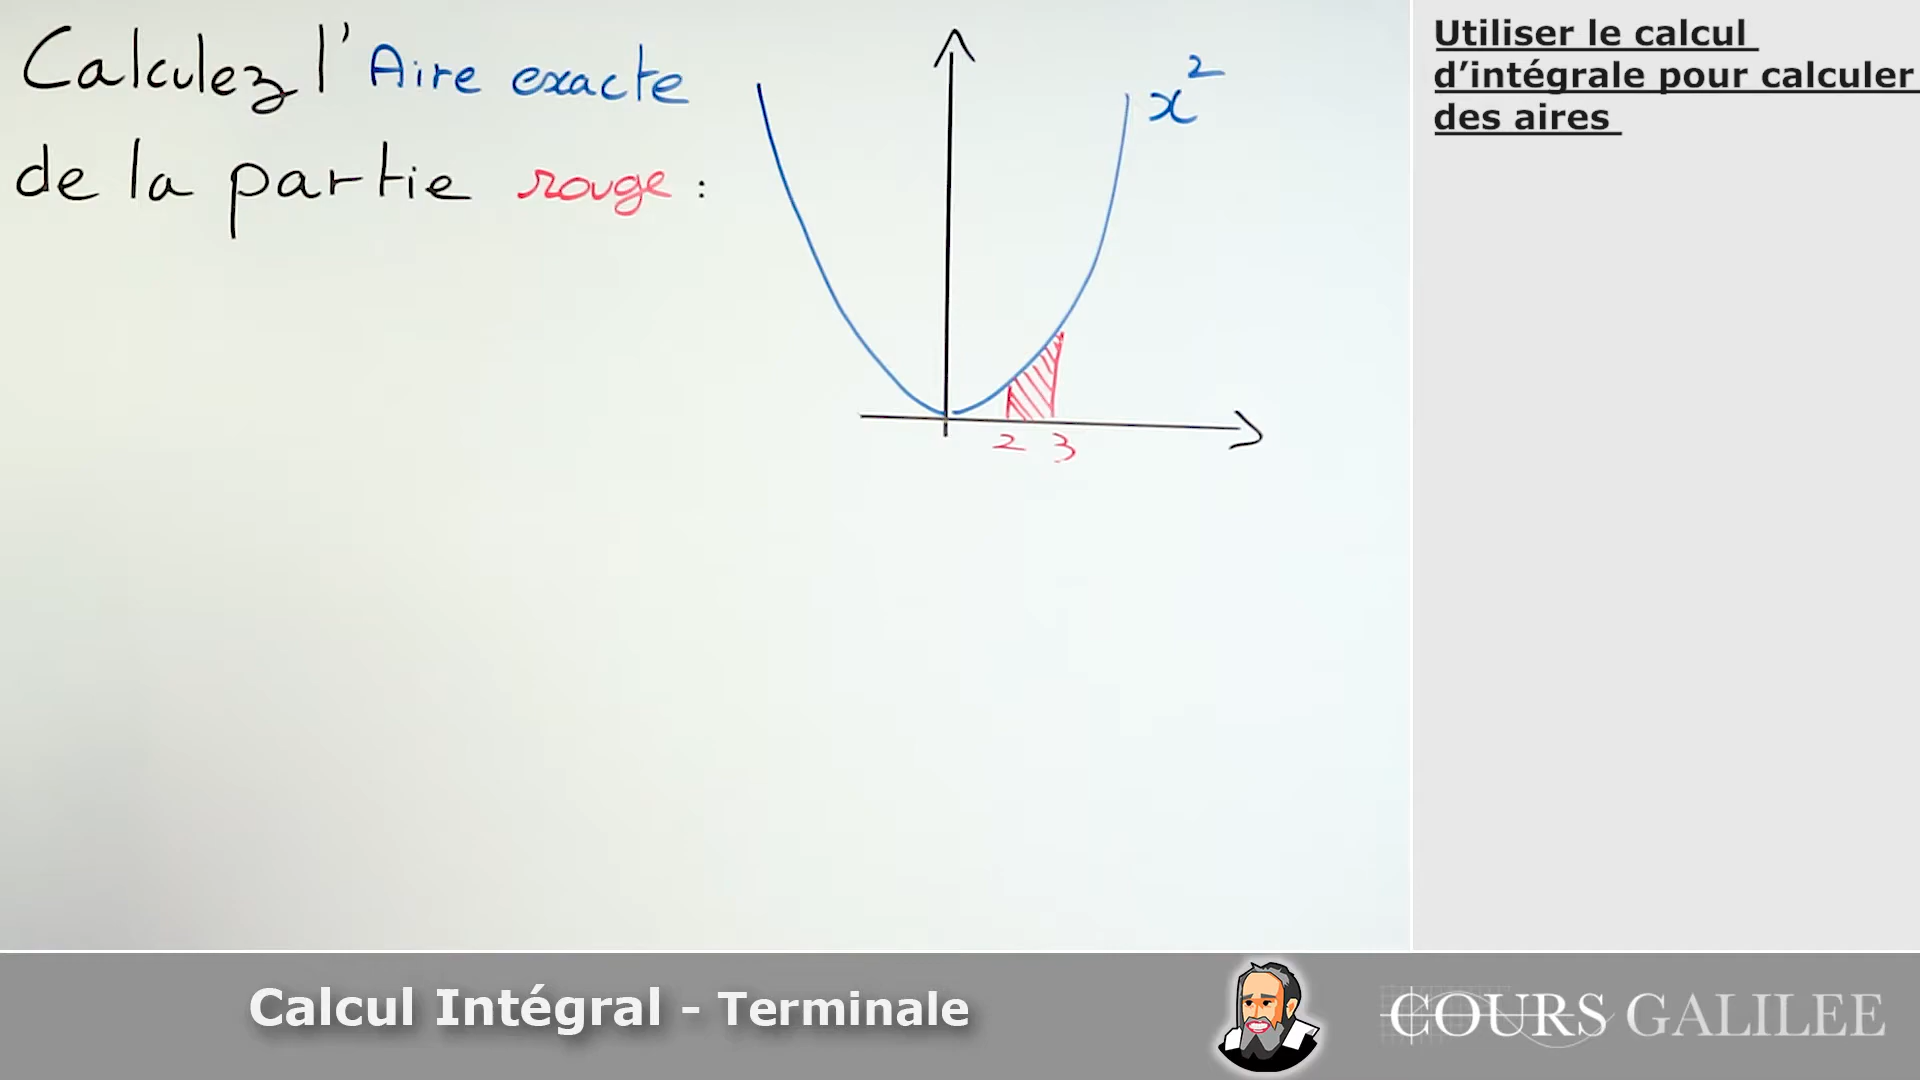 Calculez l'Aire exacte
de la partie rouge :
x²
2 3
Utiliser le calcul
d'intégrale pour calculer
des aires
Calcul Intégral - Terminale
COURS GALILEE